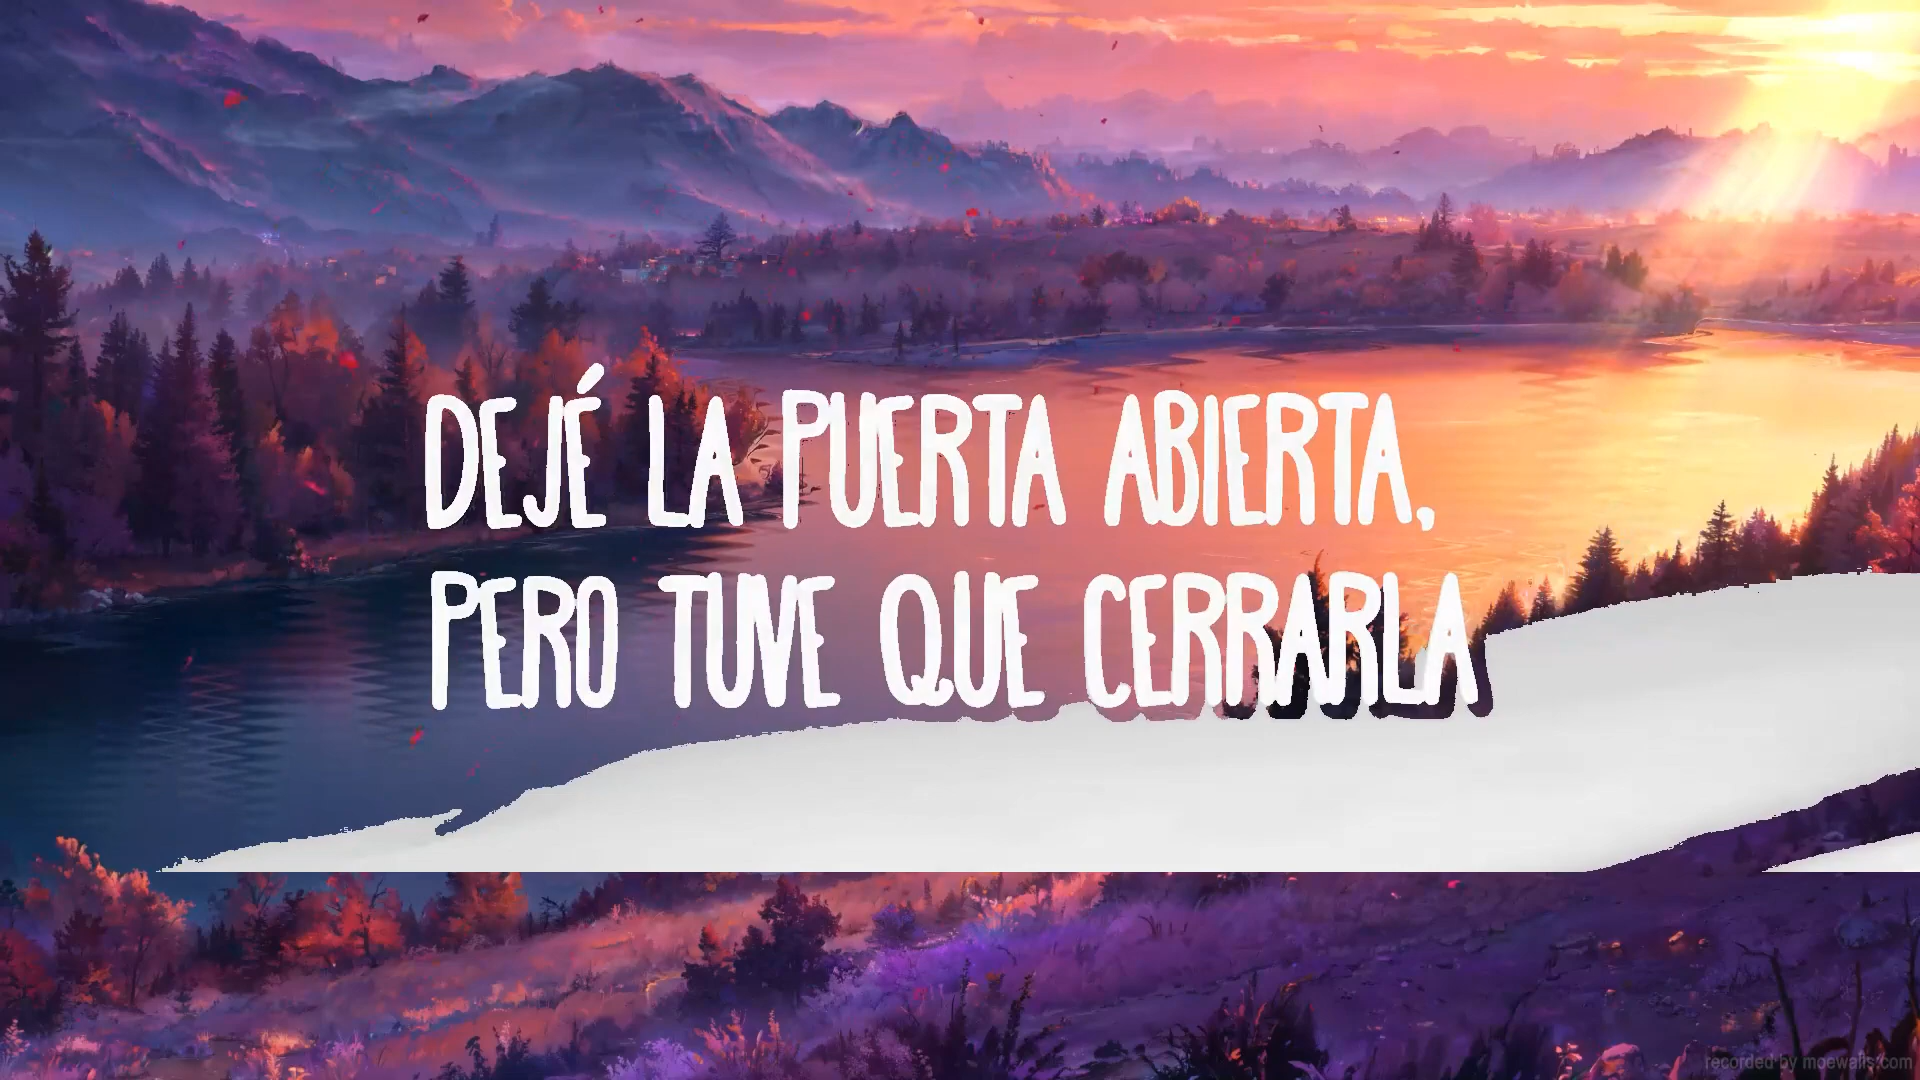 DEJÉ LA PUERTA ABIERTA,
PERO TUVE QUE CERRARLA
recorded by moewalls.com